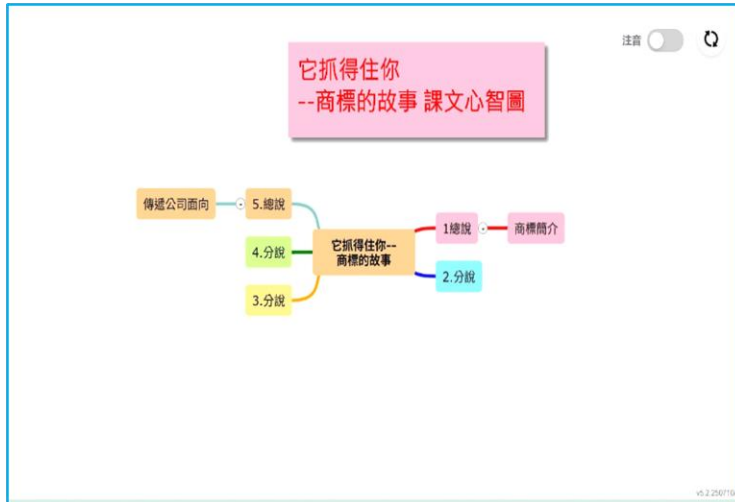 它抓得住你
--商標的故事 課文心智圖
注音
傳遞公司面向
5.總說
4.分說
3.分說
它抓得住你--
商標的故事
1總說
商標簡介
2.分說